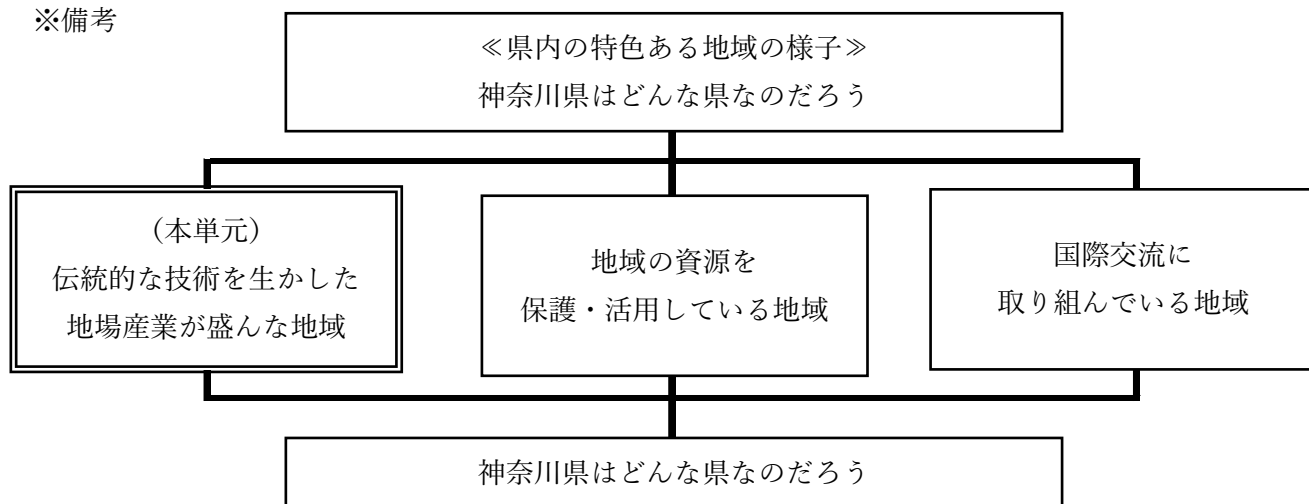 ※備考
≪県内の特色ある地域の様子≫
神奈川県はどんな県なのだろう
(本単元)
伝統的な技術を生かした
地場産業が盛んな地域
地域の資源を
保護・活用している地域
国際交流に
取り組んでいる地域
神奈川県はどんな県なのだろう